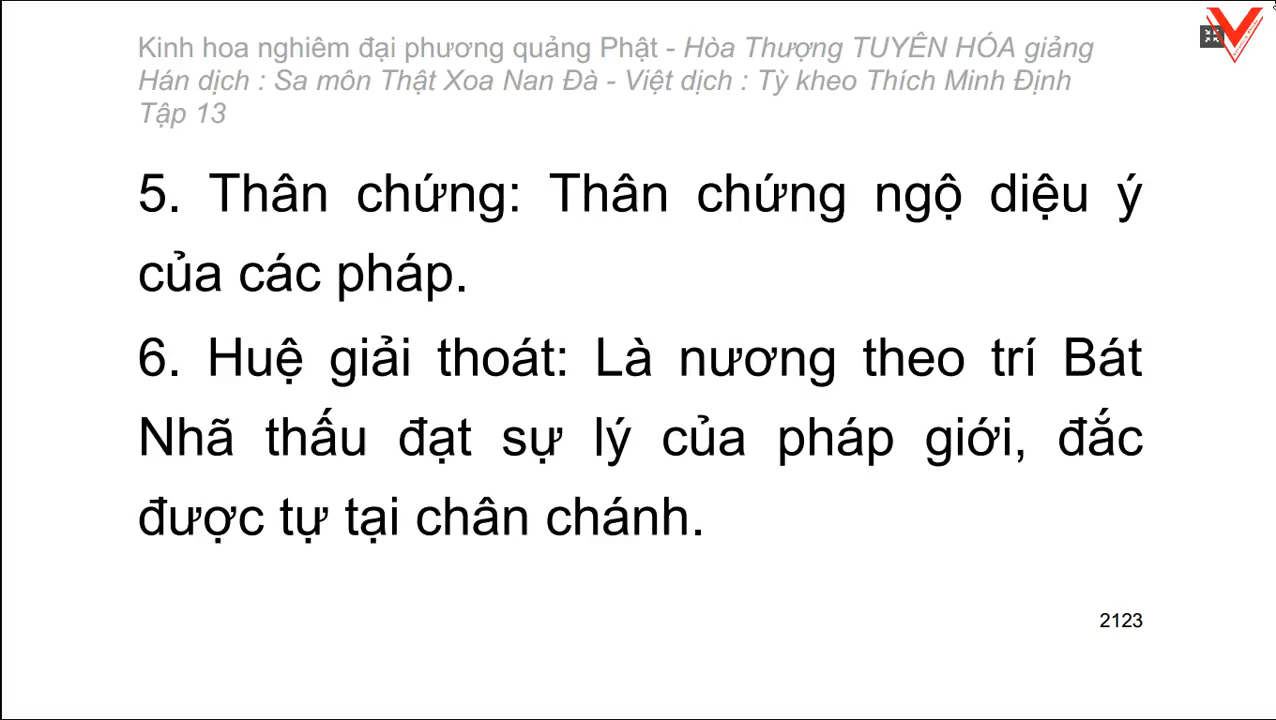 Kinh hoa nghiêm đại phương quảng Phật - Hòa Thượng TUYÊN HÓA giảng
Hán dịch : Sa môn Thật Xoa Nan Đà - Việt dịch : Tỳ kheo Thích Minh Định
Tập 13
5. Thân chứng: Thân chứng ngộ diệu ý
của các pháp.
6. Huệ giải thoát: Là nương theo trí Bát
Nhã thấu đạt sự lý của pháp giới, đắc
được tự tại chân chánh.
2123